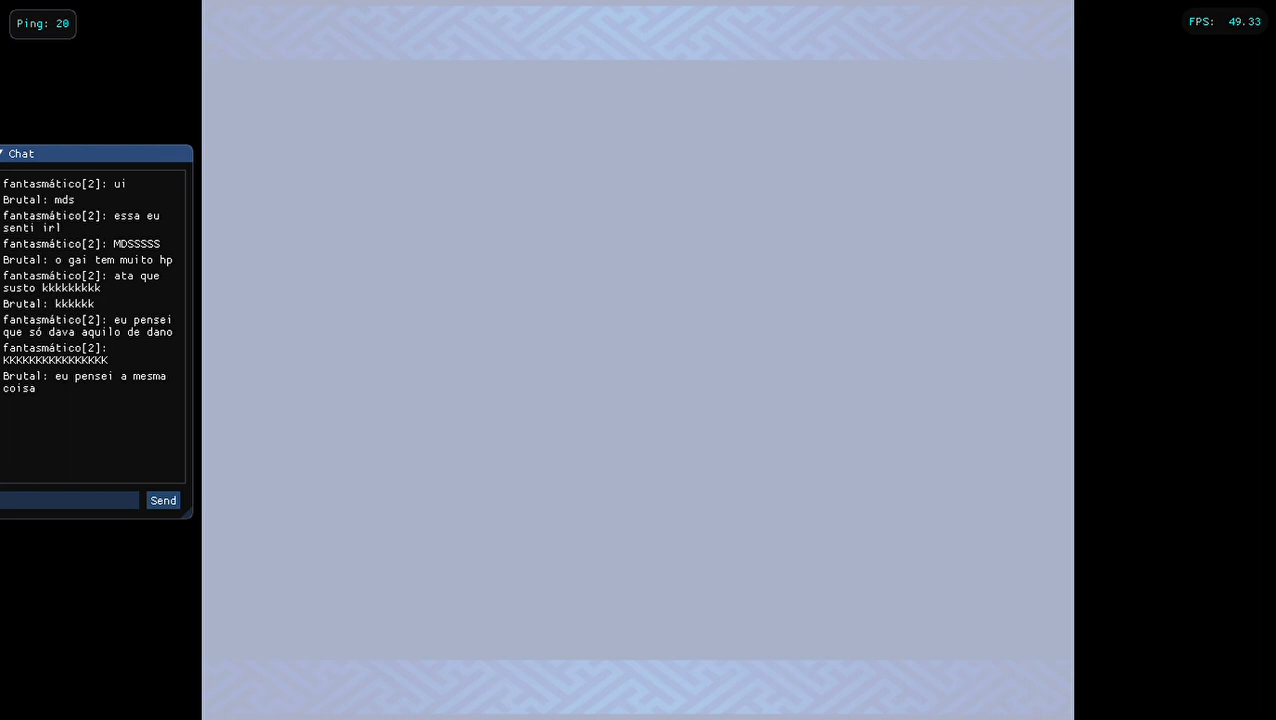 Ping: 20
FPS: 49.33
Chat
fantasmático[2]: ui
Brutal: mds
fantasmático[2]: essa eu
senti irl
fantasmático[2]: MDSSSSS
Brutal: o gai tem muito hp
fantasmático[2]: ata que
susto kkkkkkkkk
Brutal: kkkkkk
fantasmático[2]: eu pensei
que só dava aquilo de dano
fantasmático[2]:
KKKKKKKKKKKKKKKK
Brutal: eu pensei a mesma
coisa
Send